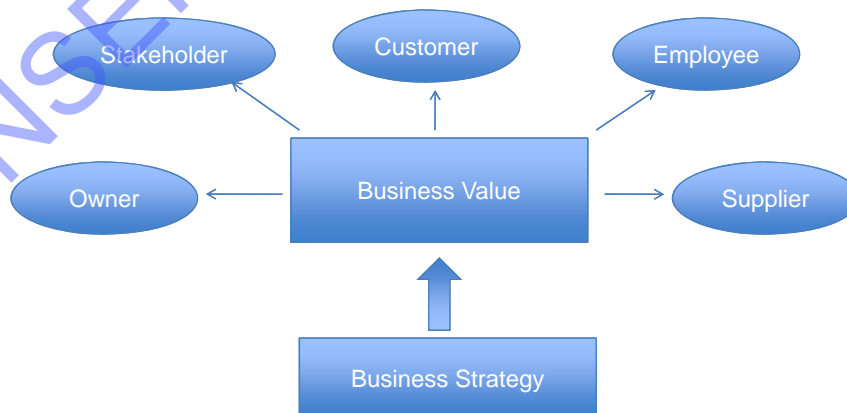 Stakeholder
Customer
Employee
Owner
Business Value
Supplier
Business Strategy